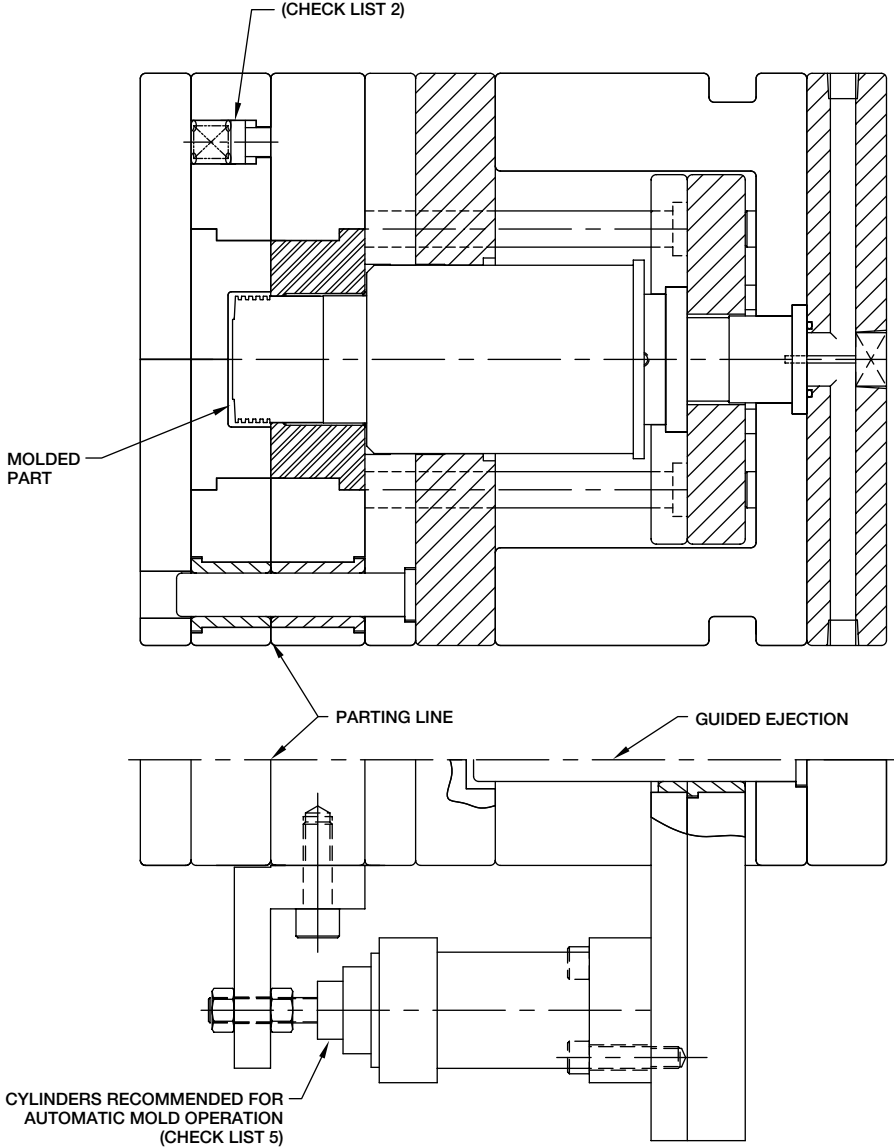 (CHECK LIST 2)
MOLDED
PART
PARTING LINE
GUIDED EJECTION
CYLINDERS RECOMMENDED FOR
AUTOMATIC MOLD OPERATION
(CHECK LIST 5)